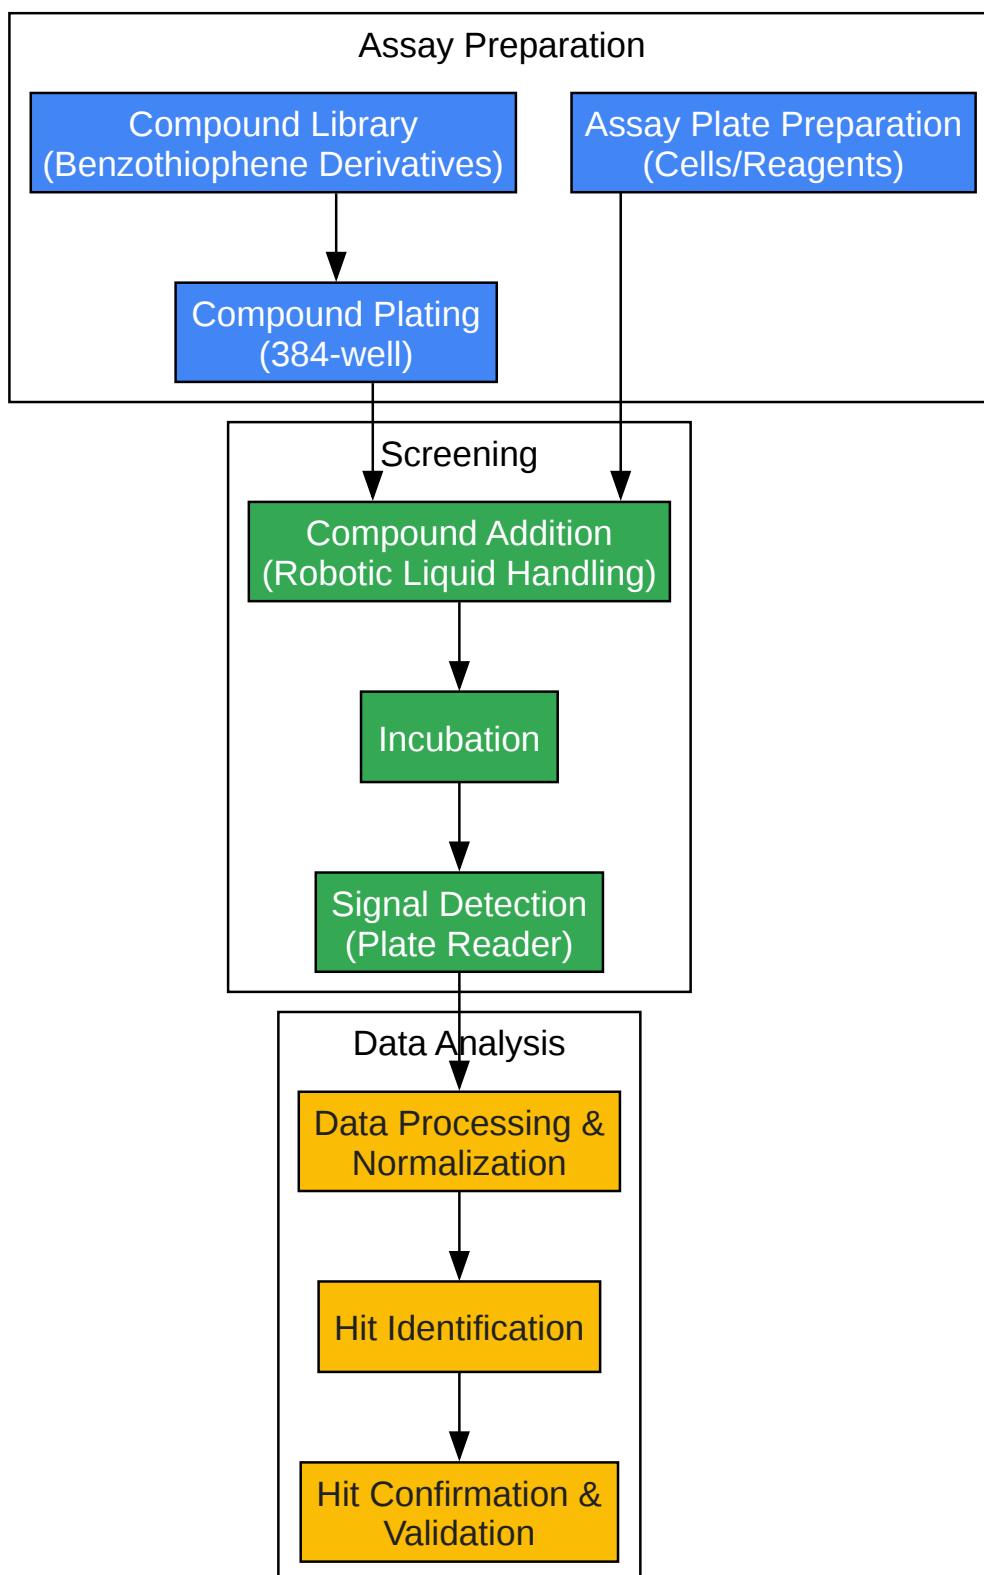 Assay Preparation
Compound Library
(Benzothiophene Derivatives)
Assay Plate Preparation
(Cells/Reagents)
Compound Plating
(384-well)
Screening
Compound Addition
(Robotic Liquid Handling)
Incubation
Signal Detection
(Plate Reader)
Data Analysis
Data Processing &
Normalization
Hit Identification
Hit Confirmation &
Validation